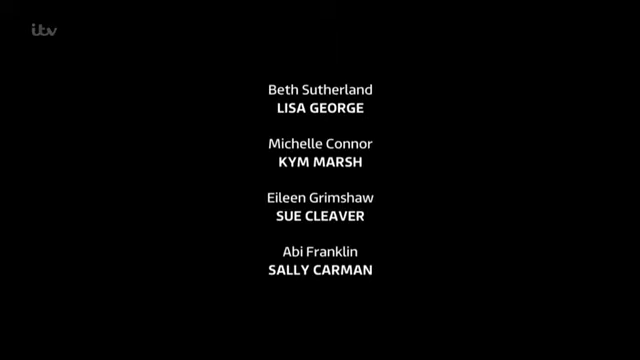 itv
Beth Sutherland
LISA GEORGE
Michelle Connor
KYM MARSH
Eileen Grimshaw
SUE CLEAVER
Abi Franklin
SALLY CARMAN